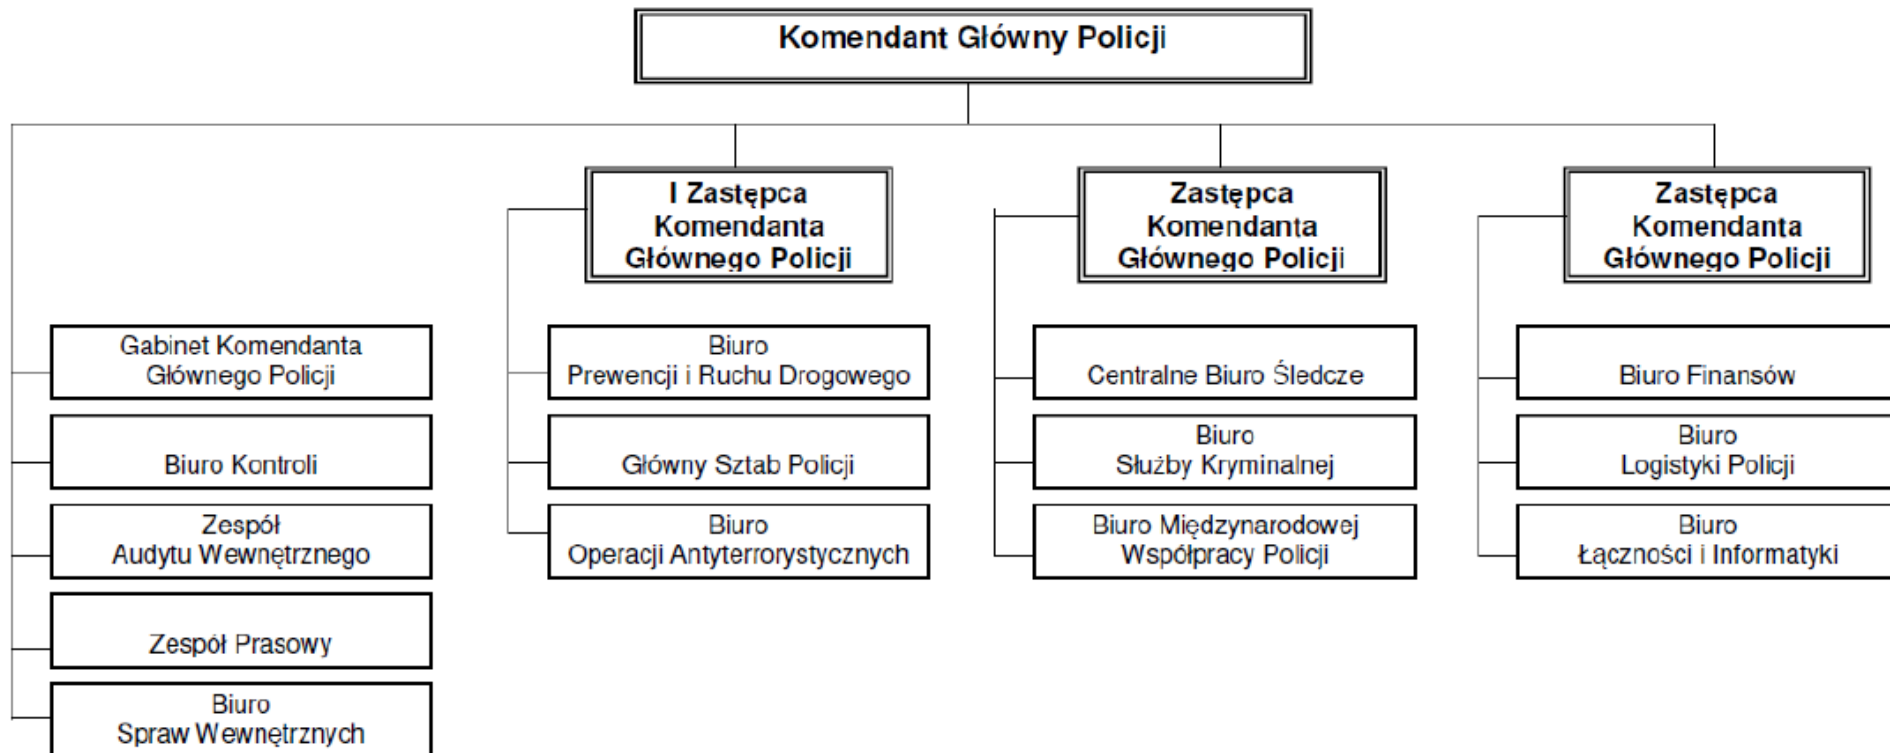 Komendant Główny Policji
I Zastępca
Komendanta
Głównego Policji
Zastępca
Komendanta
Głównego Policji
Zastępca
Komendanta
Głównego Policji
Gabinet Komendanta
Głównego Policji
Biuro Kontroli
Zespół
Audytu Wewnętrznego
Zespół Prasowy
Biuro
Spraw Wewnętrznych
Biuro
Prewencji i Ruchu Drogowego
Główny Sztab Policji
Biuro
Operacji Antyterrorystycznych
Centralne Biuro Śledcze
Biuro
Służby Kryminalnej
Biuro Międzynarodowej
Współpracy Policji
Biuro Finansów
Biuro
Logistyki Policji
Biuro
Łączności i Informatyki